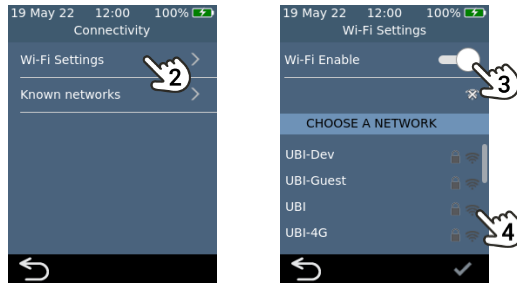 19 May 22 12:00 100%
Connectivity
Wi-Fi Settings
2
Known networks
19 May 22 12:00 100%
Wi-Fi Settings
Wi-Fi Enable
3
CHOOSE A NETWORK
UBI-Dev
UBI-Guest
UBI
4
UBI-4G